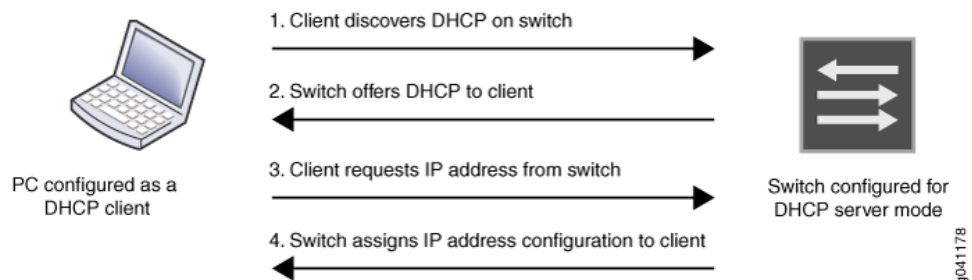 1. Client discovers DHCP on switch
2. Switch offers DHCP to client
3. Client requests IP address from switch
4. Switch assigns IP address configuration to client
PC configured as a
DHCP client
Switch configured for
DHCP server mode
g041178